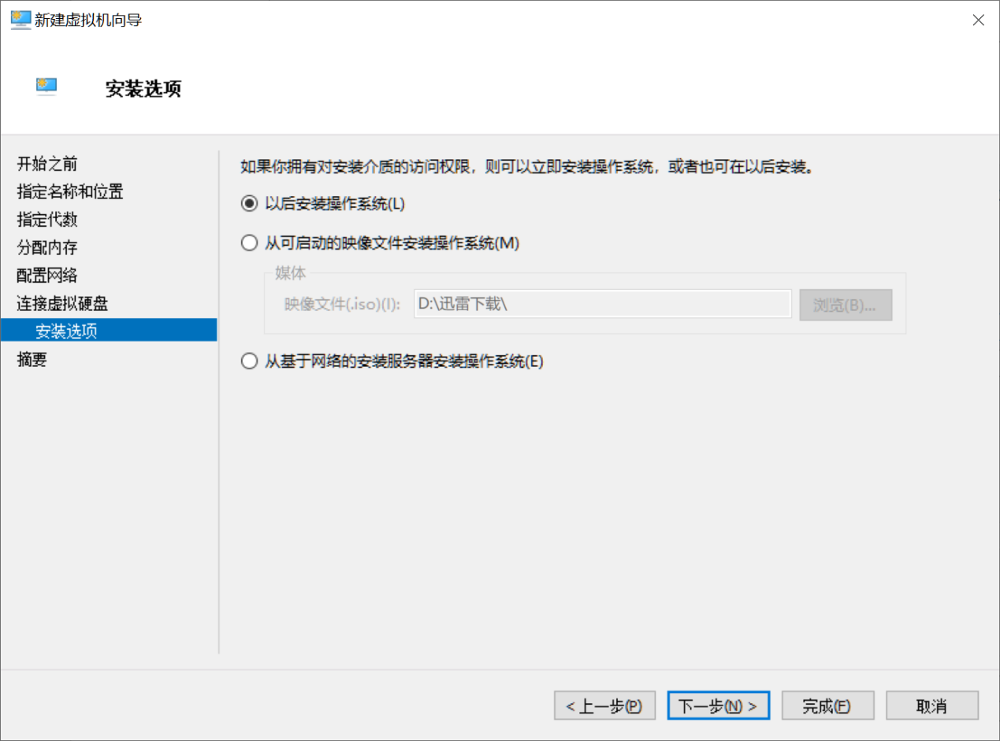 新建虚拟机向导
安装选项
开始之前
指定名称和位置
指定代数
分配内存
配置网络
连接虚拟硬盘
安装选项
摘要
如果你拥有对安装介质的访问权限，则可以立即安装操作系统，或者也可在以后安装。
以后安装操作系统(L)
从可启动的映像文件安装操作系统(M)
媒体
映像文件(.iso)(I): D:\迅雷下载\ 浏览(B)...
从基于网络的安装服务器安装操作系统(E)
< 上一步(P) 下一步(N) > 完成(F) 取消